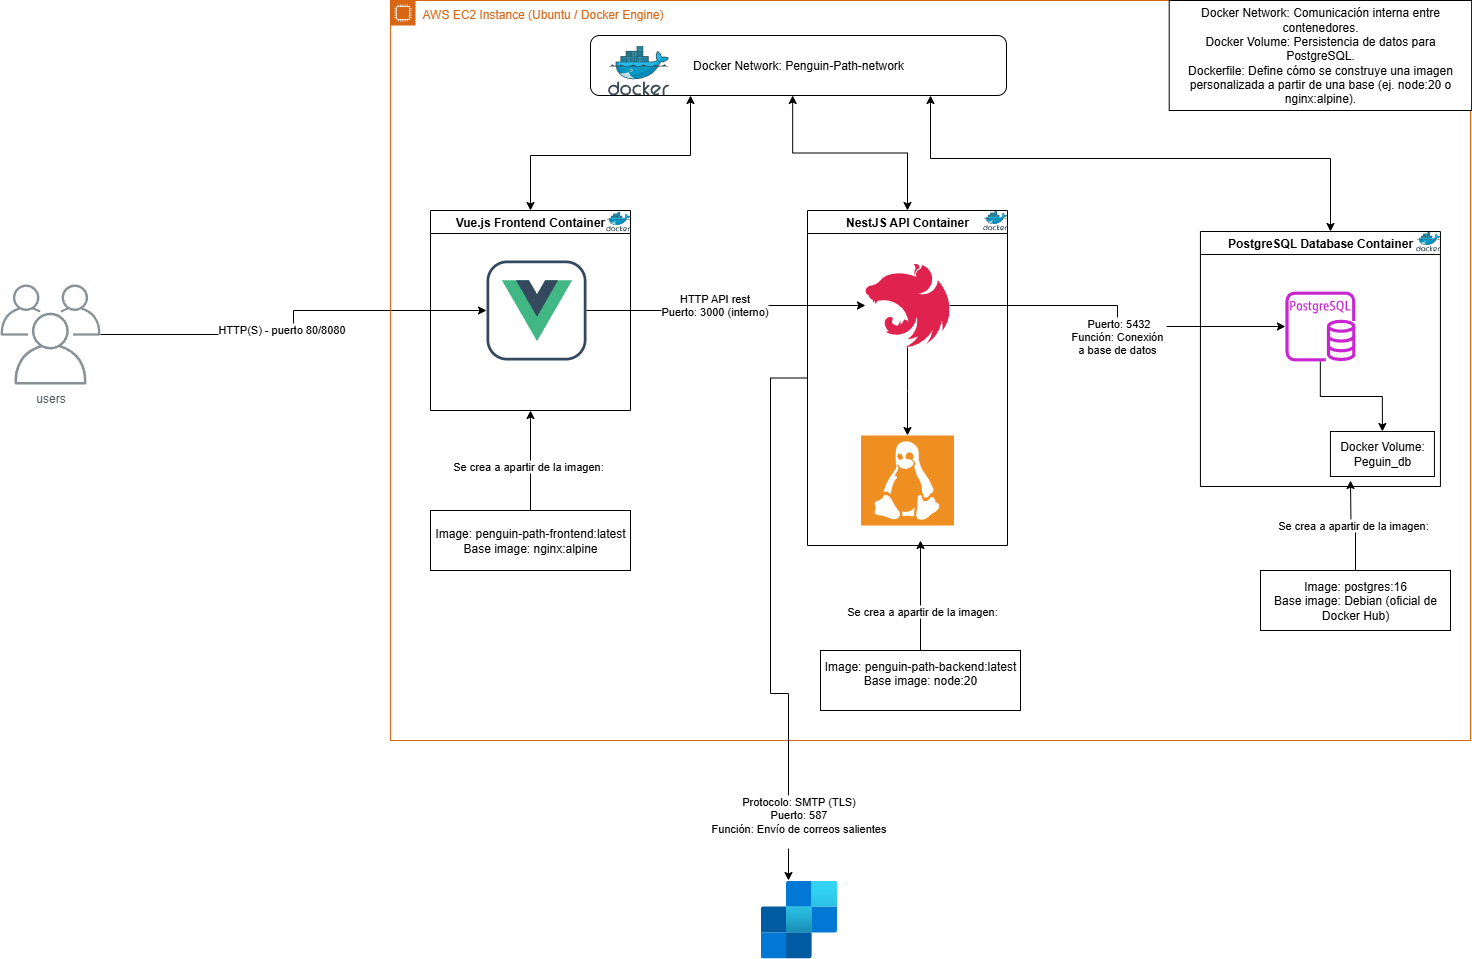 AWS EC2 Instance (Ubuntu / Docker Engine)
Docker Network: Comunicación interna entre
contenedores.
Docker Volume: Persistencia de datos para
PostgreSQL.
Dockerfile: Define cómo se construye una imagen
personalizada a partir de una base (ej. node:20 o
nginx:alpine).
docker
Docker Network: Penguin-Path-network
Vue.js Frontend Container
docker
NestJS API Container
docker
PostgreSQL Database Container
docker
users
HTTP(S) - puerto 80/8080
HTTP API rest
Puerto: 3000 (interno)
Puerto: 5432
Función: Conexión
a base de datos
PostgreSQL
Docker Volume:
Peguin_db
Se crea a apartir de la imagen:
Image: penguin-path-frontend:latest
Base image: nginx:alpine
Se crea a apartir de la imagen:
Image: penguin-path-backend:latest
Base image: node:20
Se crea a apartir de la imagen:
Image: postgres:16
Base image: Debian (oficial de
Docker Hub)
Protocolo: SMTP (TLS)
Puerto: 587
Función: Envío de correos salientes